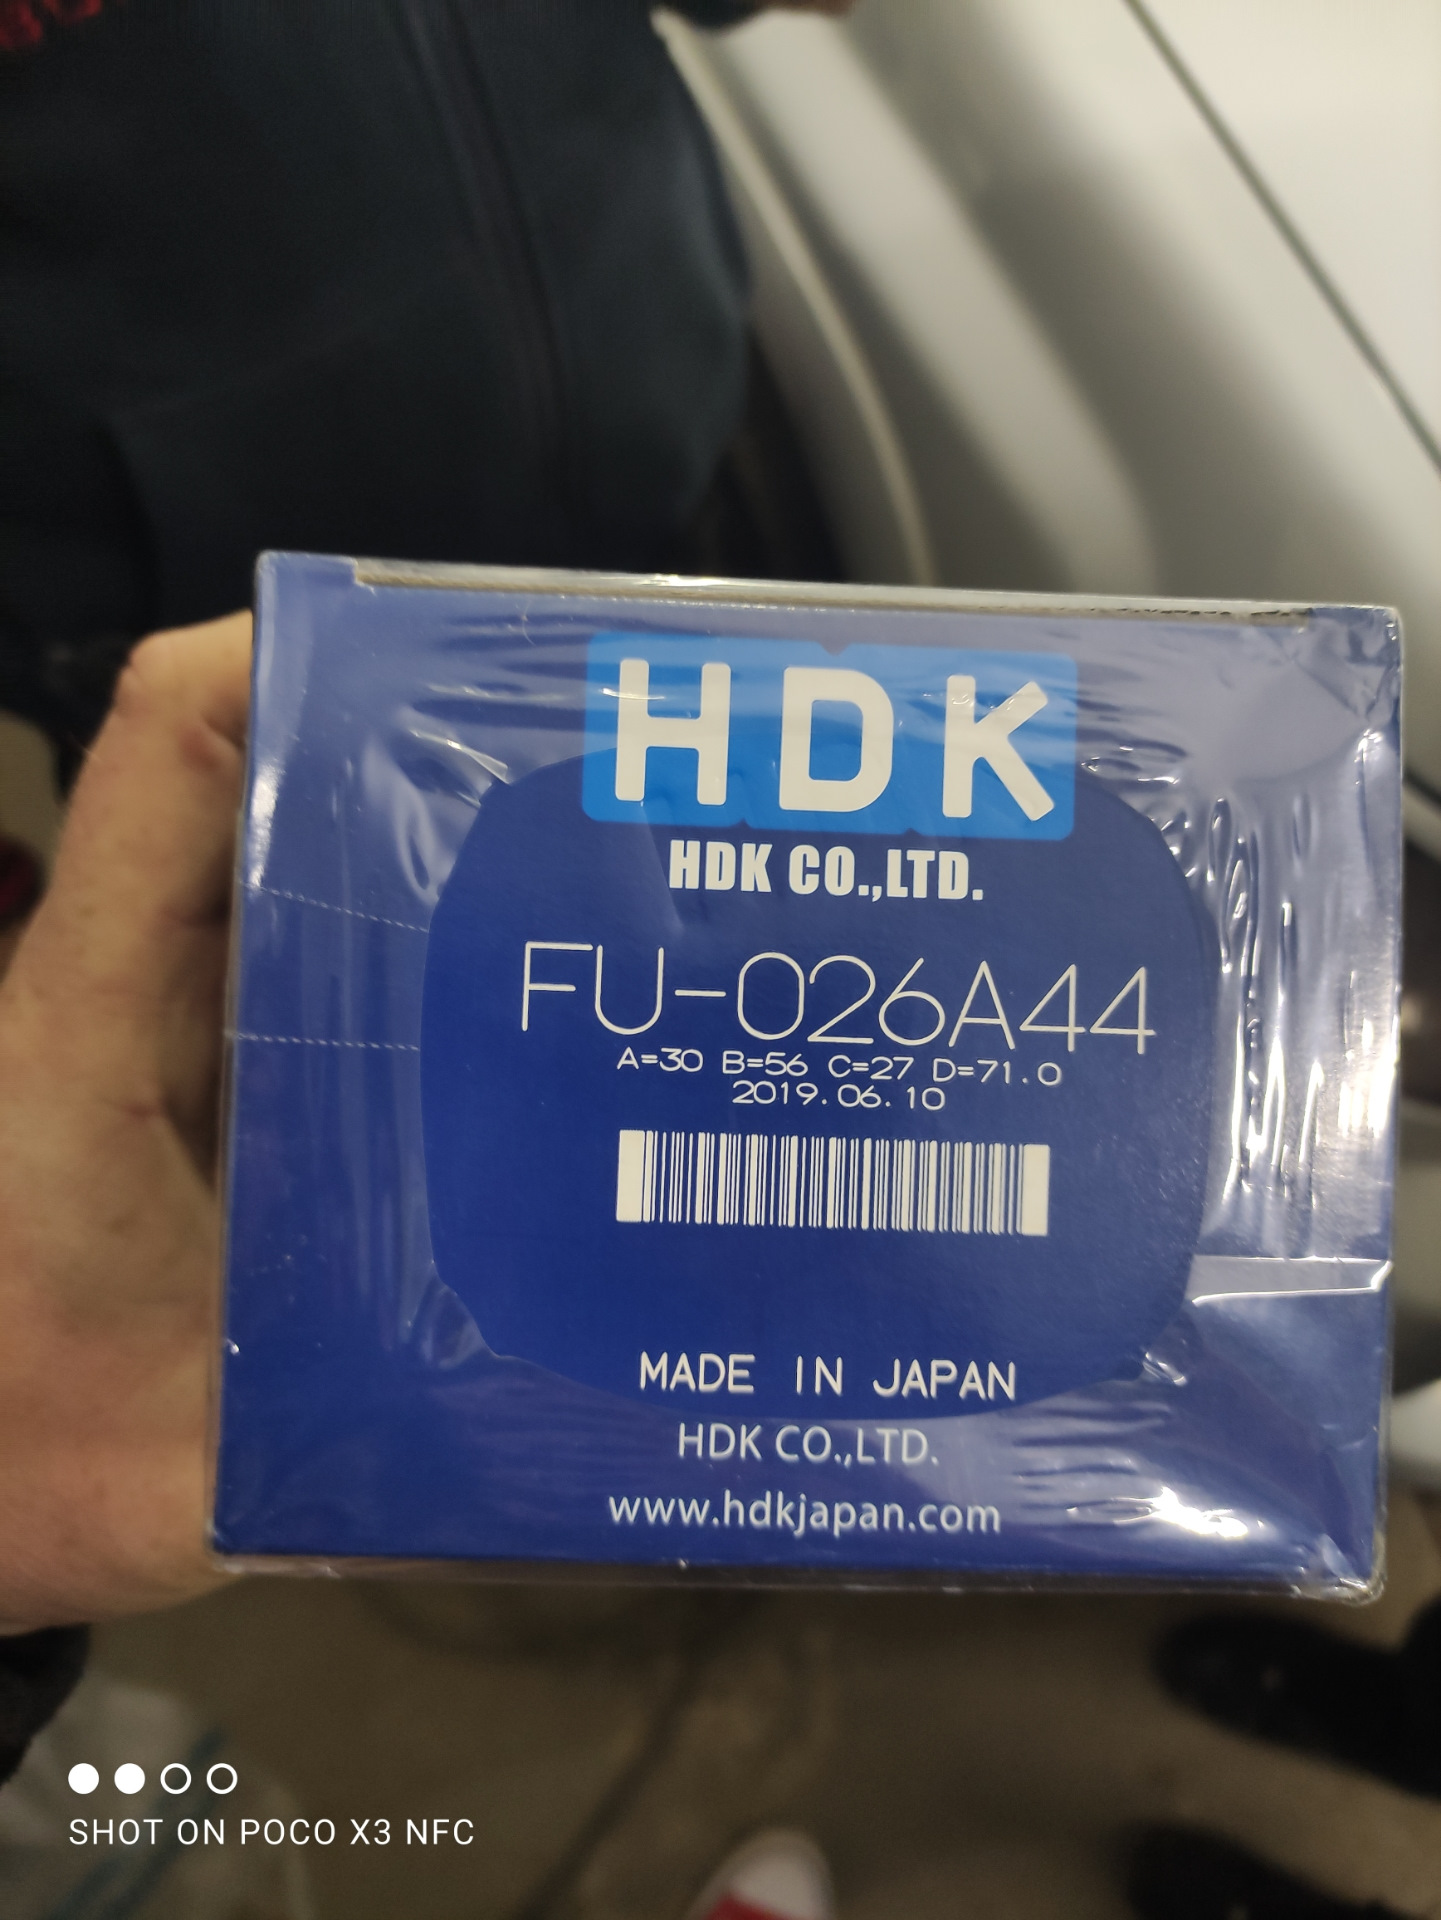 HDK
HDK CO.,LTD.
FU-026A44
A=30 B=56 C=27 D=71.0
2019.06.10
MADE IN JAPAN
HDK CO.,LTD.
www.hdkjapan.com
SHOT ON POCO X3 NFC